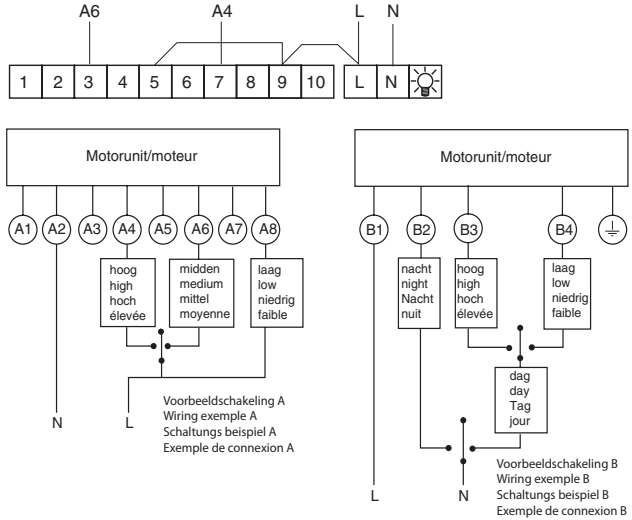 A6 A4 L N
1 2 3 4 5 6 7 8 9 10 L N
Motorunit/moteur
A1 A2 A3 A4 A5 A6 A7 A8
hoog
high
hoch
élevée
midden
medium
mittel
moyenne
laag
low
niedrig
faible
N
L
Voorbeeldschakeling A
Wiring exemple A
Schaltungs beispiel A
Exemple de connexion A
Motorunit/moteur
B1 B2 B3 B4
nacht
night
Nacht
nuit
hoog
high
hoch
élevée
laag
low
niedrig
faible
dag
day
Tag
jour
L
N
Voorbeeldschakeling B
Wiring exemple B
Schaltungs beispiel B
Exemple de connexion B